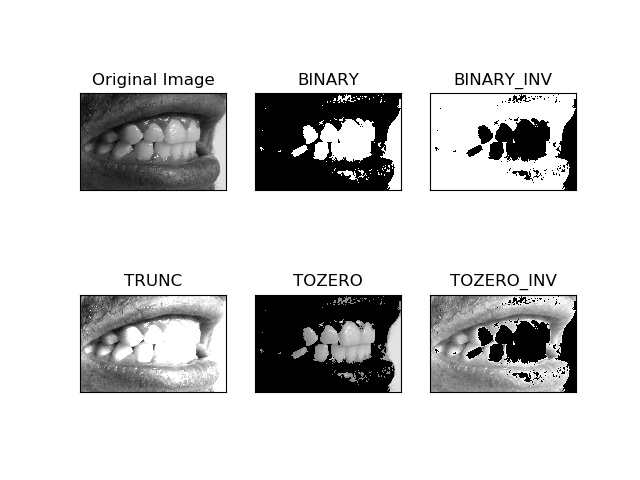 Original Image
BINARY
BINARY_INV
TRUNC
TOZERO
TOZERO_INV